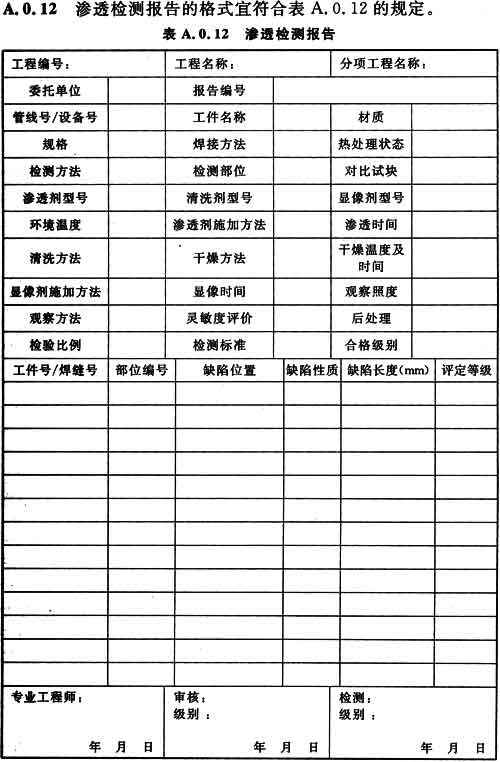 A.0.12 渗透检测报告的格式宜符合表 A.0.12 的规定。
表 A.0.12 渗透检测报告
工程编号： 工程名称： 分项工程名称：
委托单位 报告编号
管线号/设备号 工件名称 材质
规格 焊接方法 热处理状态
检测方法 检测部位 对比试块
渗透剂型号 清洗剂型号 显像剂型号
环境温度 渗透剂施加方法 渗透时间
清洗方法 干燥方法 干燥温度及
时间
显像剂施加方法 显像时间 观察照度
观察方法 灵敏度评价 后处理
检验比例 检测标准 合格级别
工件号/焊缝号 部位编号 缺陷位置 缺陷性质 缺陷长度(mm) 评定等级
专业工程师： 审核： 检测：
级别： 级别：
年 月 日 年 月 日 年 月 日